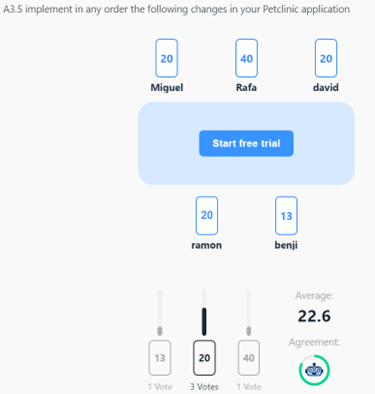 A3.5 implement in any order the following changes in your Petclinic application
20 40 20
Miguel Rafa david
Start free trial
20 13
ramon benji
Average:
22.6
Agreement:
13 20 40
1 Vote 3 Votes 1 Vote